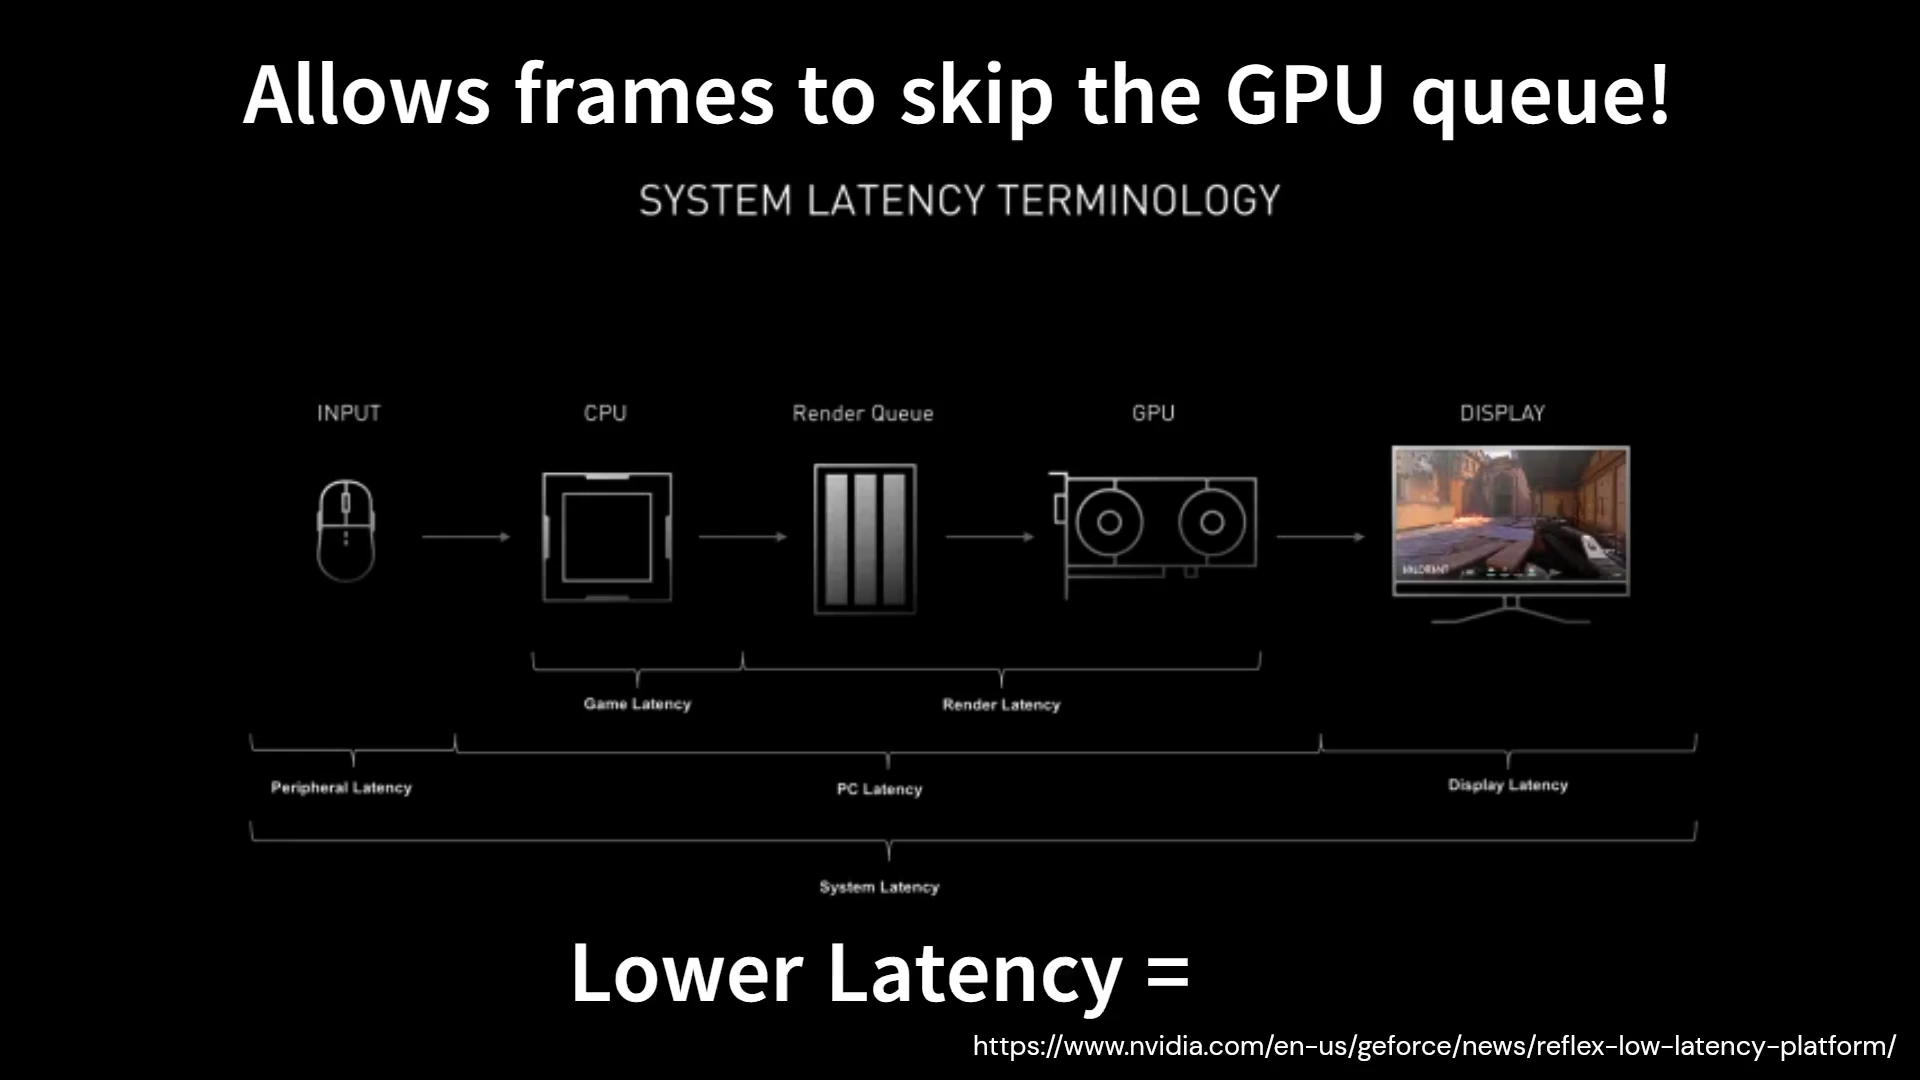 Allows frames to skip the GPU queue!
SYSTEM LATENCY TERMINOLOGY
INPUT
CPU
Render Queue
GPU
DISPLAY
VALORANT
Game Latency
Render Latency
Peripheral Latency
PC Latency
Display Latency
System Latency
Lower Latency =
https://www.nvidia.com/en-us/geforce/news/reflex-low-latency-platform/